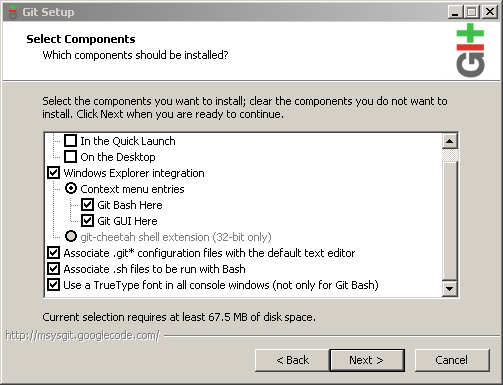 Git Setup
Select Components
Which components should be installed?
Git
Select the components you want to install; clear the components you do not want to
install. Click Next when you are ready to continue.
In the Quick Launch
On the Desktop
Windows Explorer integration
Context menu entries
Git Bash Here
Git GUI Here
git-cheetah shell extension (32-bit only)
Associate .git* configuration files with the default text editor
Associate .sh files to be run with Bash
Use a TrueType font in all console windows (not only for Git Bash)
Current selection requires at least 67.5 MB of disk space.
http://msysgit.googlecode.com/
< Back
Next >
Cancel